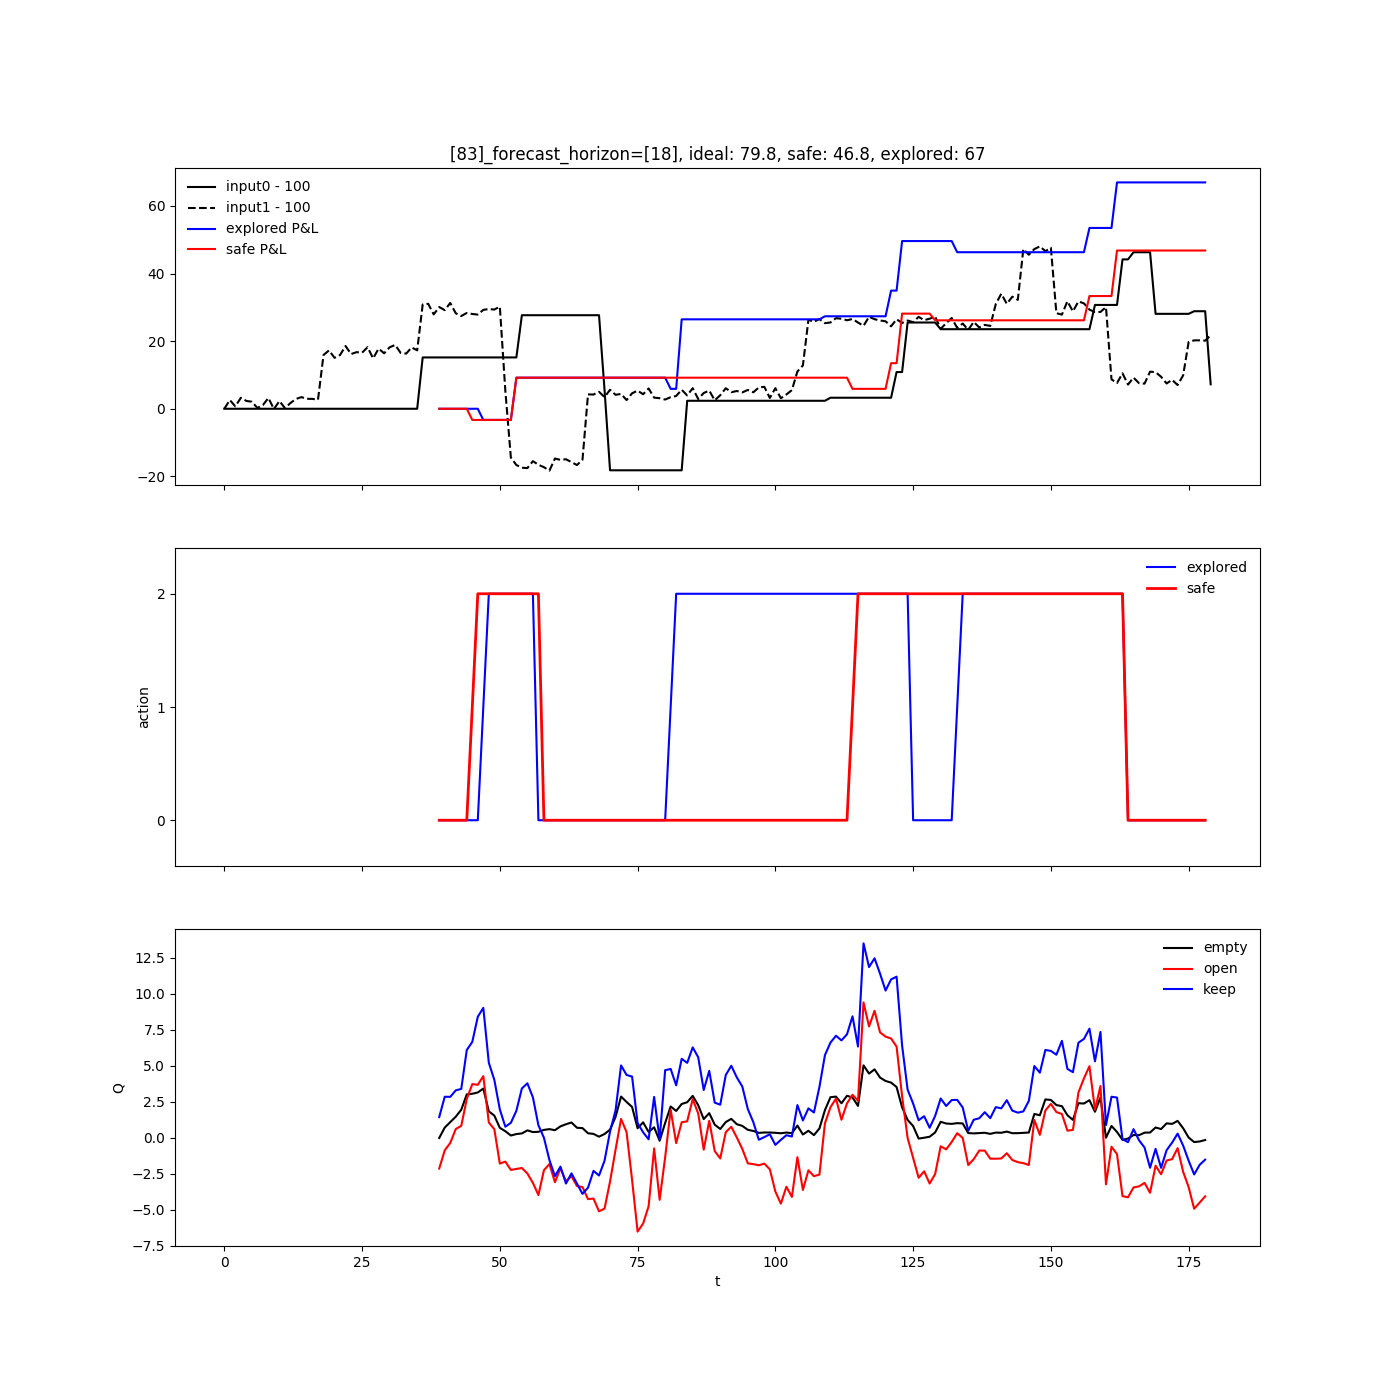 [83]_forecast_horizon=[18], ideal: 79.8, safe: 46.8, explored: 67
input0 - 100
input1 - 100
explored P&L
safe P&L
60
40
20
0
−20
explored
safe
2
1
0
action
empty
open
keep
12.5
10.0
7.5
5.0
2.5
0.0
−2.5
−5.0
−7.5
Q
0 25 50 75 100 125 150 175
t